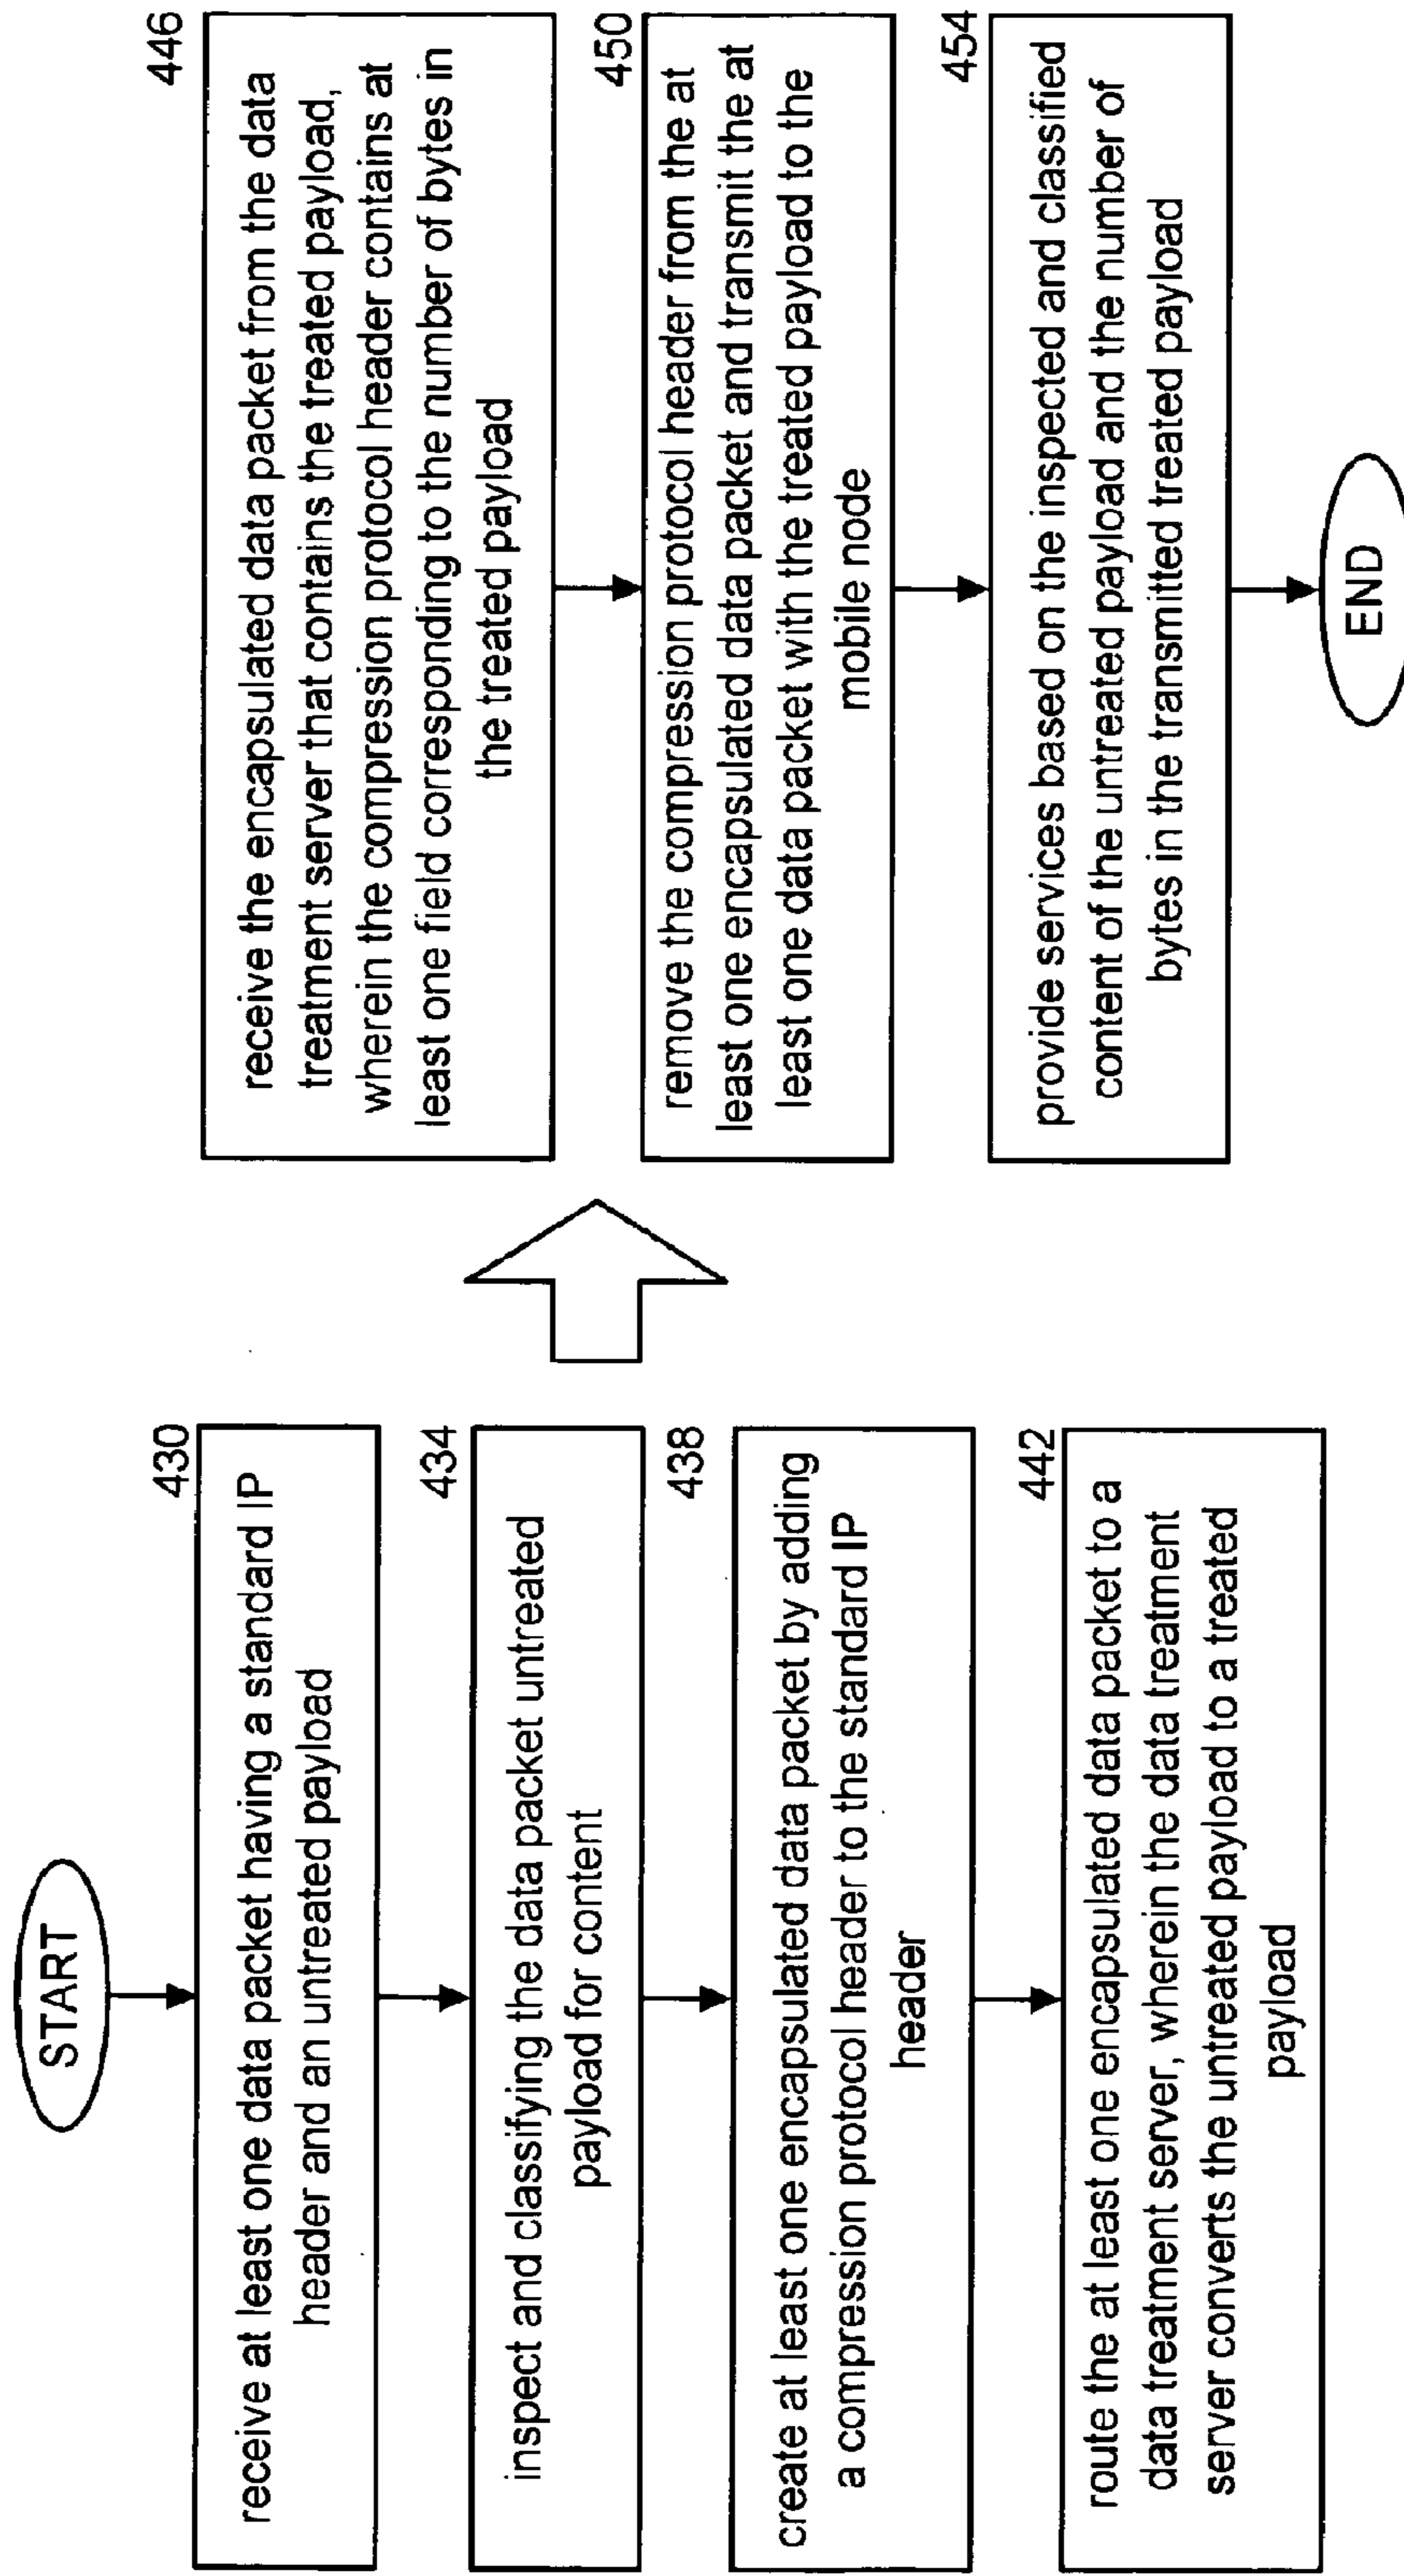 START
430
receive at least one data packet having a standard IP
header and an untreated payload
434
inspect and classifying the data packet untreated
payload for content
438
create at least one encapsulated data packet by adding
a compression protocol header to the standard IP
header
442
route the at least one encapsulated data packet to a
data treatment server, wherein the data treatment
server converts the untreated payload to a treated
payload
446
receive the encapsulated data packet from the data
treatment server that contains the treated payload,
wherein the compression protocol header contains at
least one field corresponding to the number of bytes in
the treated payload
450
remove the compression protocol header from the at
least one encapsulated data packet and transmit the at
least one data packet with the treated payload to the
mobile node
454
provide services based on the inspected and classified
content of the untreated payload and the number of
bytes in the transmitted treated payload
END